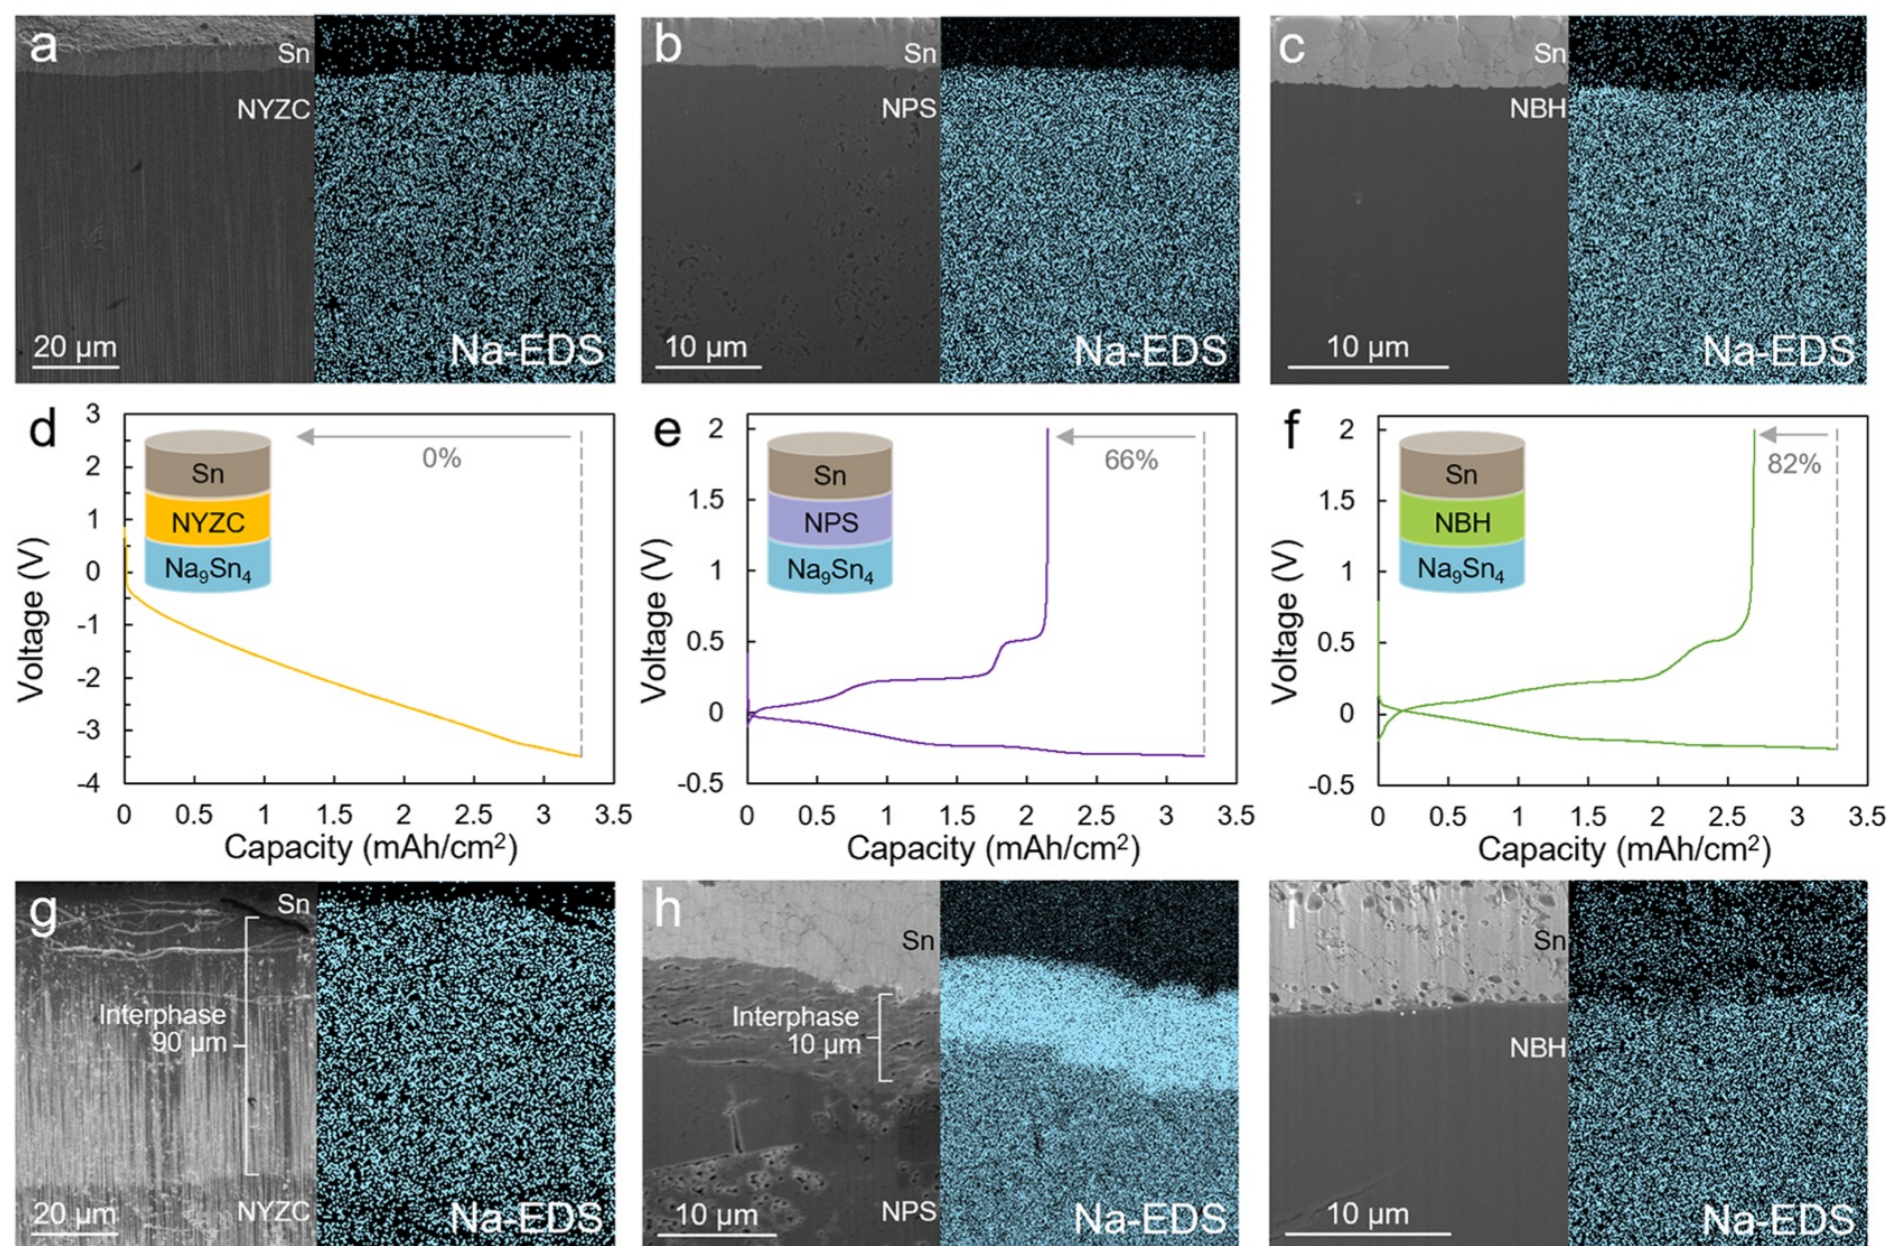 a
Sn
NYZC
20 µm
Na-EDS
b
Sn
NPS
10 µm
Na-EDS
c
Sn
NBH
10 µm
Na-EDS
d
Voltage (V)
3
2
1
0
-1
-2
-3
-4
Sn
NYZC
Na₉Sn₄
0%
0 0.5 1 1.5 2 2.5 3 3.5
Capacity (mAh/cm²)
e
Voltage (V)
2
1.5
1
0.5
0
-0.5
Sn
NPS
Na₉Sn₄
66%
0 0.5 1 1.5 2 2.5 3 3.5
Capacity (mAh/cm²)
f
Voltage (V)
2
1.5
1
0.5
0
-0.5
Sn
NBH
Na₉Sn₄
82%
0 0.5 1 1.5 2 2.5 3 3.5
Capacity (mAh/cm²)
g
Sn
Interphase
90 µm
20 µm
NYZC
Na-EDS
h
Sn
Interphase
10 µm
10 µm
NPS
Na-EDS
i
Sn
NBH
10 µm
Na-EDS